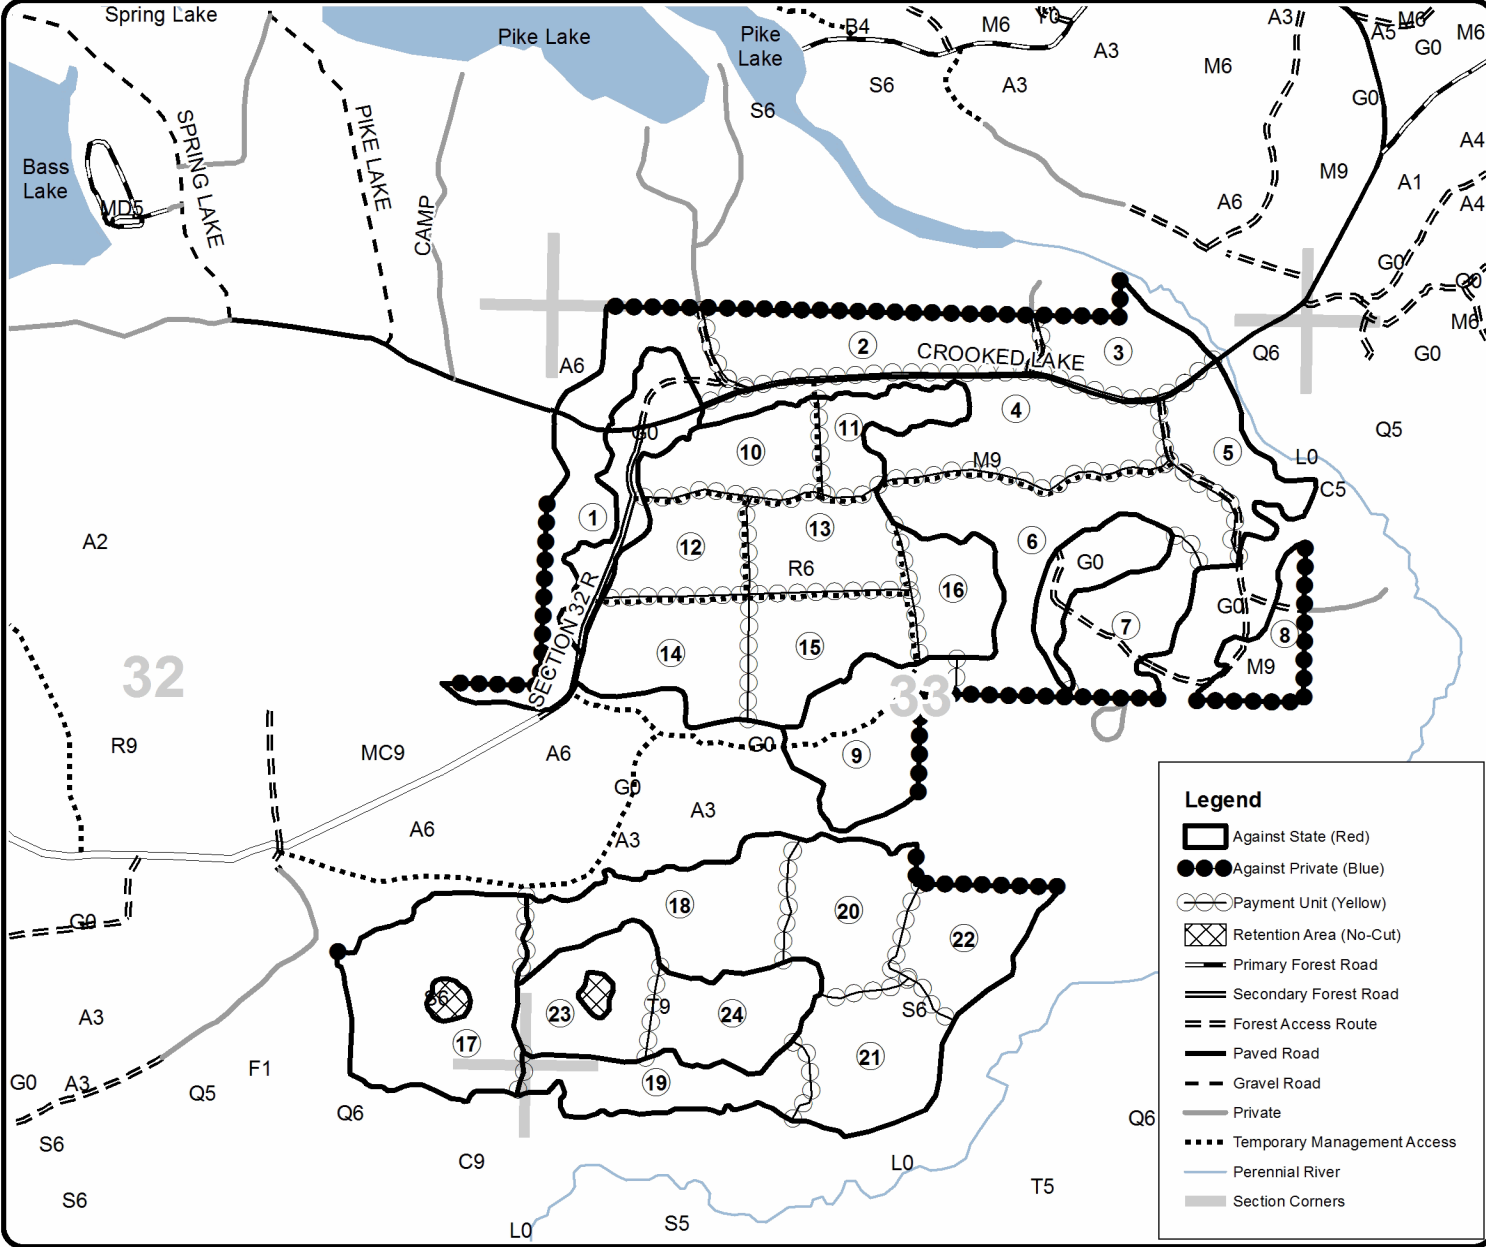 Spring Lake
Pike Lake
Pike
Lake
B4
M6
A3
A3
A5
M6
G0
M6
M6
S6
A3
S6
G0
Bass
Lake
MD5
SPRING LAKE
PIKE LAKE
CAMP
A4
M9
A1
A6
A4
G0
G0
M6
G0
Q6
A6
2
CROOKED LAKE
3
4
G0
11
10
M9
5
Q5
L0
C5
1
13
12
6
A2
R6
G0
16
SECTION 32 R
G0
7
8
14
15
M9
32
33
R9
MC9
A6
G0
9
G0
A3
A6
A3
18
20
22
G0
S6
23
T9
24
S6
A3
17
21
19
F1
G0
A3
Q5
Q6
Q6
S6
C9
L0
T5
S6
S5
L0
Legend
Against State (Red)
Against Private (Blue)
Payment Unit (Yellow)
Retention Area (No-Cut)
Primary Forest Road
Secondary Forest Road
Forest Access Route
Paved Road
Gravel Road
Private
Temporary Management Access
Perennial River
Section Corners